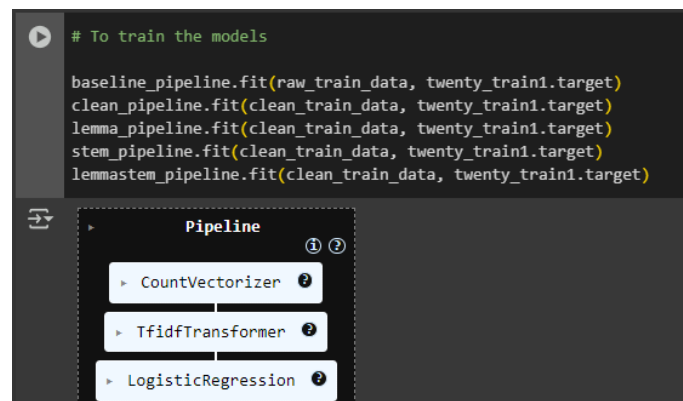 # To train the models
baseline_pipeline.fit(raw_train_data, twenty_train1.target)
clean_pipeline.fit(clean_train_data, twenty_train1.target)
lemma_pipeline.fit(clean_train_data, twenty_train1.target)
stem_pipeline.fit(clean_train_data, twenty_train1.target)
lemmastem_pipeline.fit(clean_train_data, twenty_train1.target)
Pipeline
i ?
CountVectorizer ?
TfidfTransformer ?
LogisticRegression ?